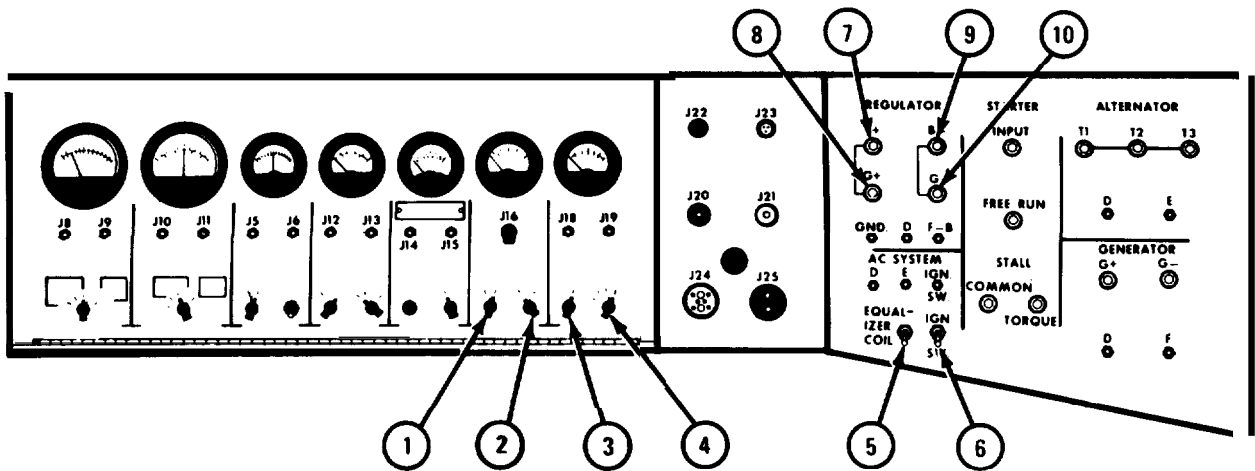 8 7 9 10
REGULATOR STARTER ALTERNATOR
J22 J23
+ B INPUT T1 T2 T3
G+ G
J8 J9 J10 J11 J5 J6 J12 J13 J14 J15 J16 J18 J19
J20 J21
FREE RUN D E
GND. D F-B
AC SYSTEM GENERATOR
D E IGN SW
STALL G+ G-
J24 J25
COMMON TORQUE
EQUAL-
IZER
COIL
IGN
SW
D F
1 2 3 4 5 6